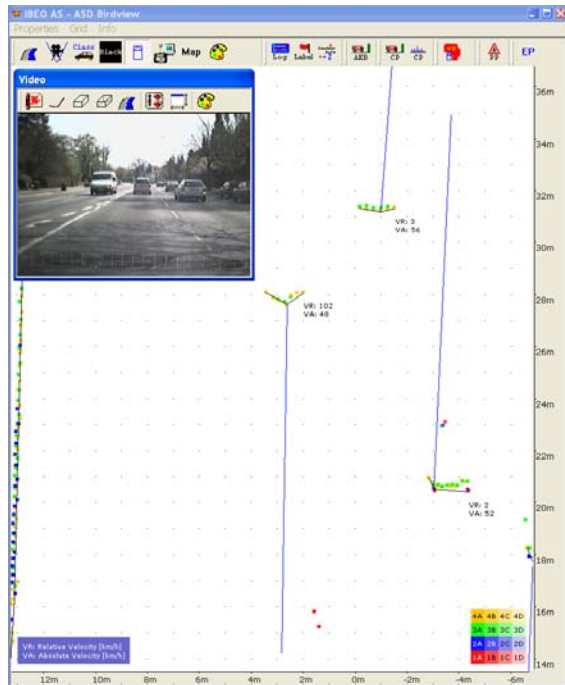 IBEO AS - ASD Birdview
Properties Grid Info
Class Black Map Log Label AED CP CP PP EP
Video
36m
34m
32m
VR: 3
VA: 56
30m
28m
VR: 102
VA: 48
26m
24m
22m
20m
VR: 2
VA: 52
18m
16m
4A 4B 4C 4D
3A 3B 3C 3D
2A 2B 2C 2D
1A 1B 1C 1D
VR: Relative Velocity [km/h]
VA: Absolute Velocity [km/h]
14m
12m 10m 8m 6m 4m 2m 0m -2m -4m -6m